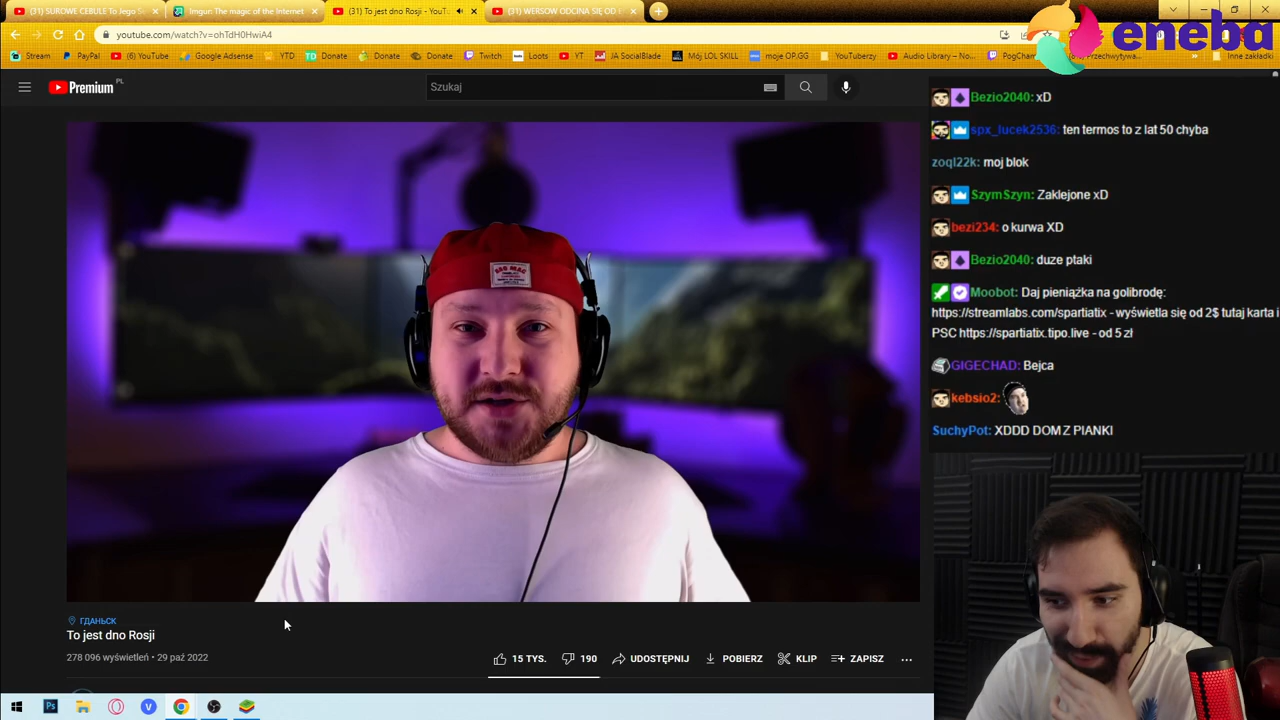 (31) SUROWE CEBULE To Jego S
Imgur: The magic of the Internet
(31) To jest dno Rosji - YouT
(31) WERSOW ODCINA SIĘ OD
youtube.com/watch?v=ohTdH0HwiA4
eneba
Stream
PayPal
(6) YouTube
Google Adsense
YTD
Donate
Donate
Donate
Twitch
Loots
YT
JA SocialBlade
Mój LOL SKILL
moje OP.GG
YouTuberzy
Audio Library – No...
PogCham
Przechwytywa...
Inne zakładki
Premium PL
Szukaj
Bezio2040: xD
spx_lucek2536: ten termos to z lat 50 chyba
zoql22k: moj blok
SzymSzyn: Zaklejone xD
bezi234: o kurwa XD
Bezio2040: duze ptaki
Moobot: Daj pieniążka na golibrodę:
https://streamlabs.com/spartiatix - wyświetla się od 2$ tutaj karta i
PSC https://spartiatix.tipo.live - od 5 zł
GIGECHAD: Bejca
kebsio2:
SuchyPot: XDDD DOM Z PIANKI
ГДАНЬСК
To jest dno Rosji
278 096 wyświetleń • 29 paź 2022
15 TYS.
190
UDOSTĘPNIJ
POBIERZ
KLIP
ZAPISZ
Ps